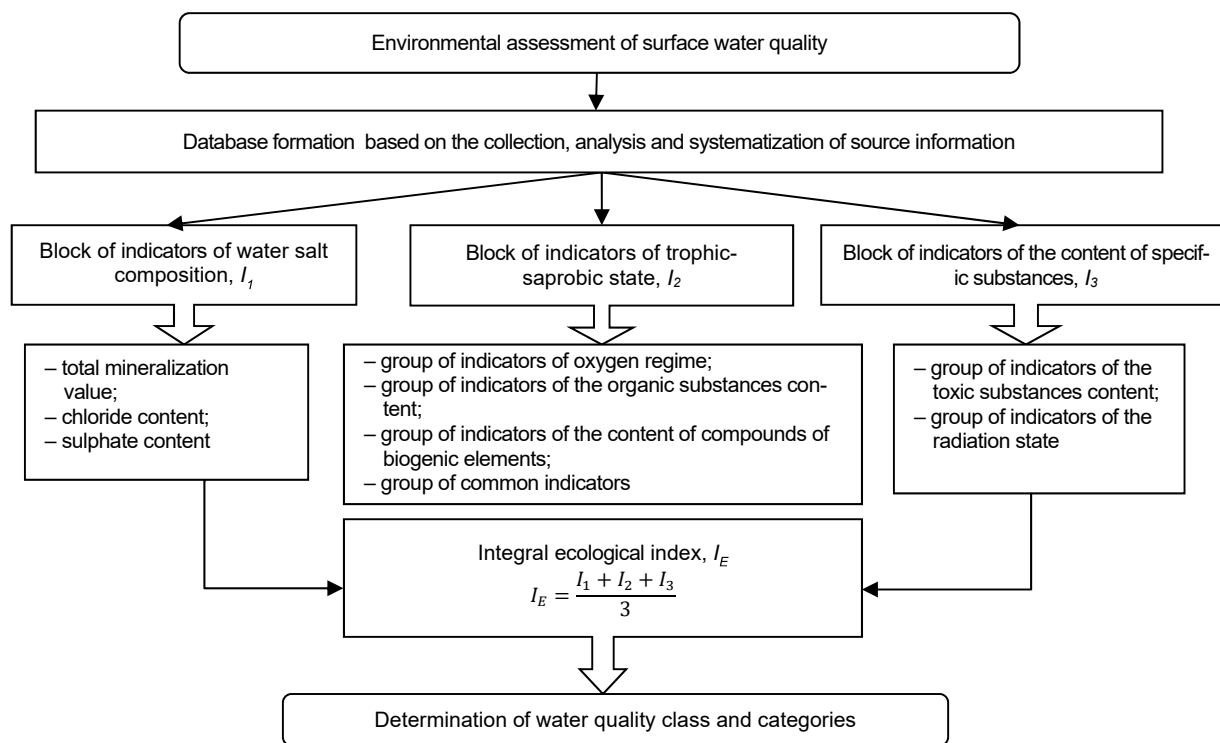 Environmental assessment of surface water quality
Database formation based on the collection, analysis and systematization of source information
Block of indicators of water salt
composition, I₁
Block of indicators of trophic-
saprobic state, I₂
Block of indicators of the content of specif-
ic substances, I₃
– total mineralization
value;
– chloride content;
– sulphate content
– group of indicators of oxygen regime;
– group of indicators of the organic substances con-
tent;
– group of indicators of the content of compounds of
biogenic elements;
– group of common indicators
– group of indicators of the
toxic substances content;
– group of indicators of the
radiation state
Integral ecological index, I_E
I_E = (I₁ + I₂ + I₃) / 3
Determination of water quality class and categories